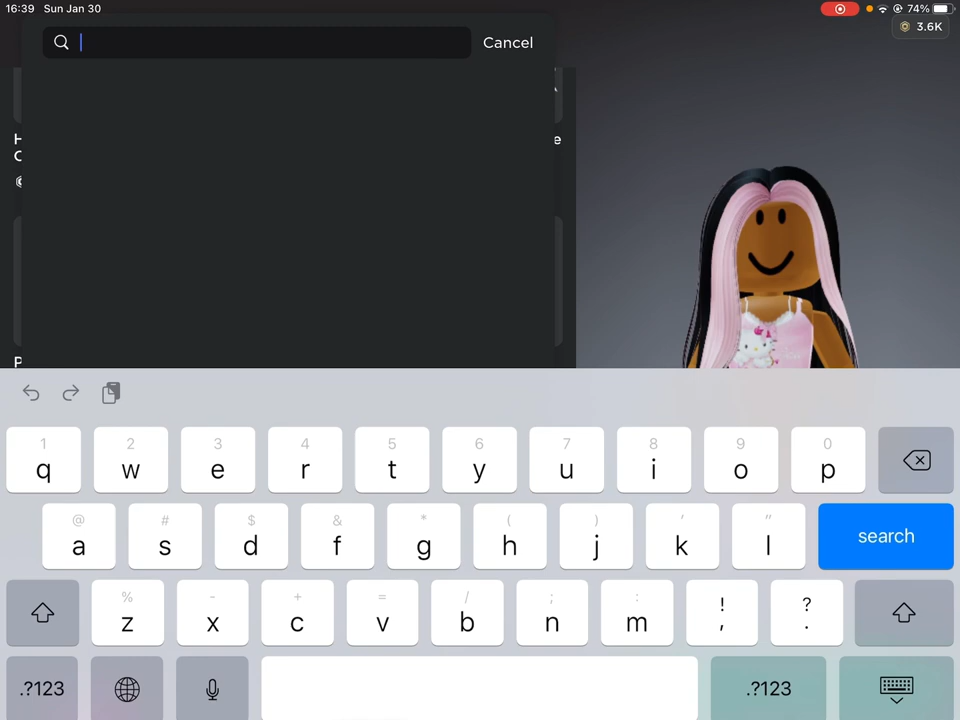 16:39 Sun Jan 30 74%
3.6K
Cancel
H
e
C
P
1 2 3 4 5 6 7 8 9 0
q w e r t y u i o p
@ # $ & * ( ) ' "
a s d f g h j k l search
% - + = / ; : ! ?
z x c v b n m , .
.?123 .?123